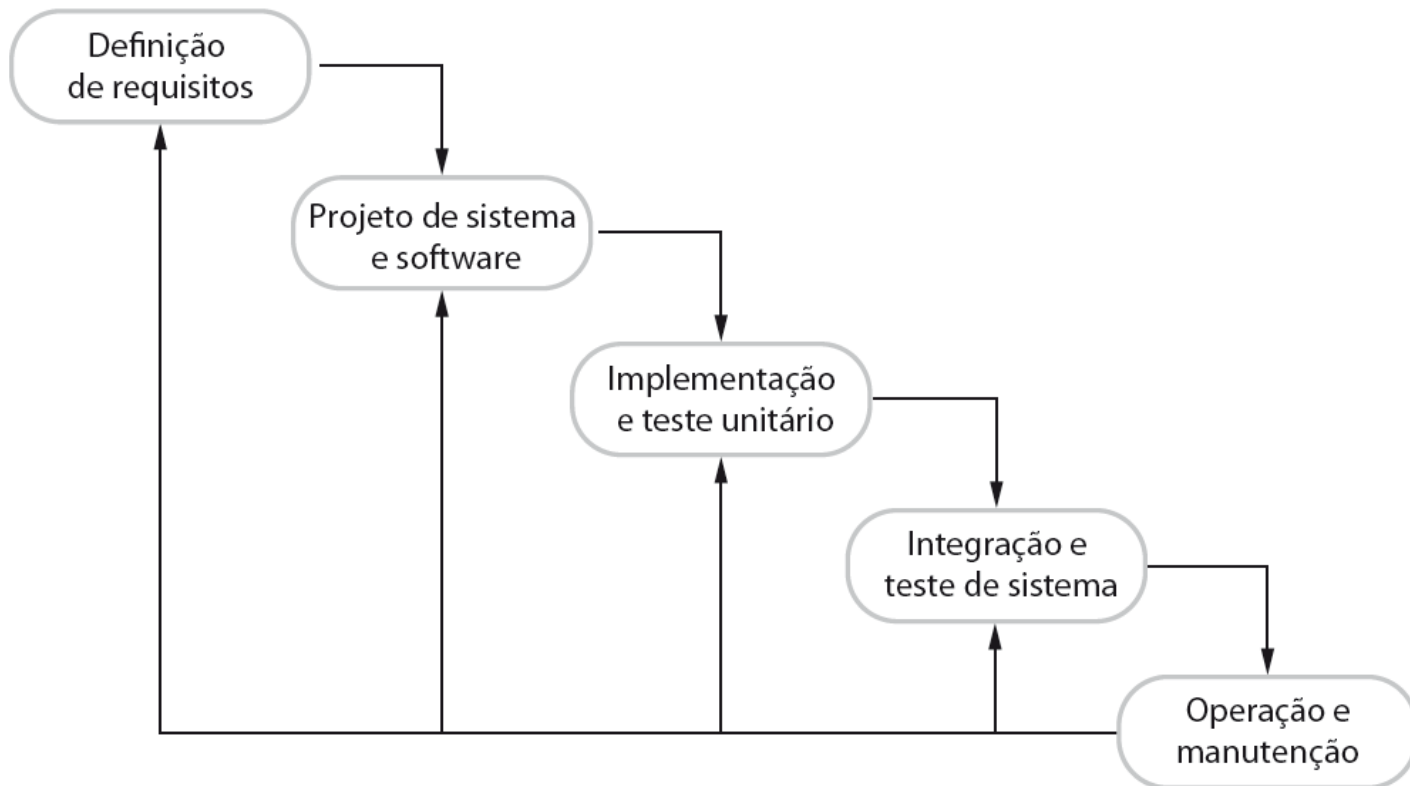 Definição
de requisitos
Projeto de sistema
e software
Implementação
e teste unitário
Integração e
teste de sistema
Operação e
manutenção